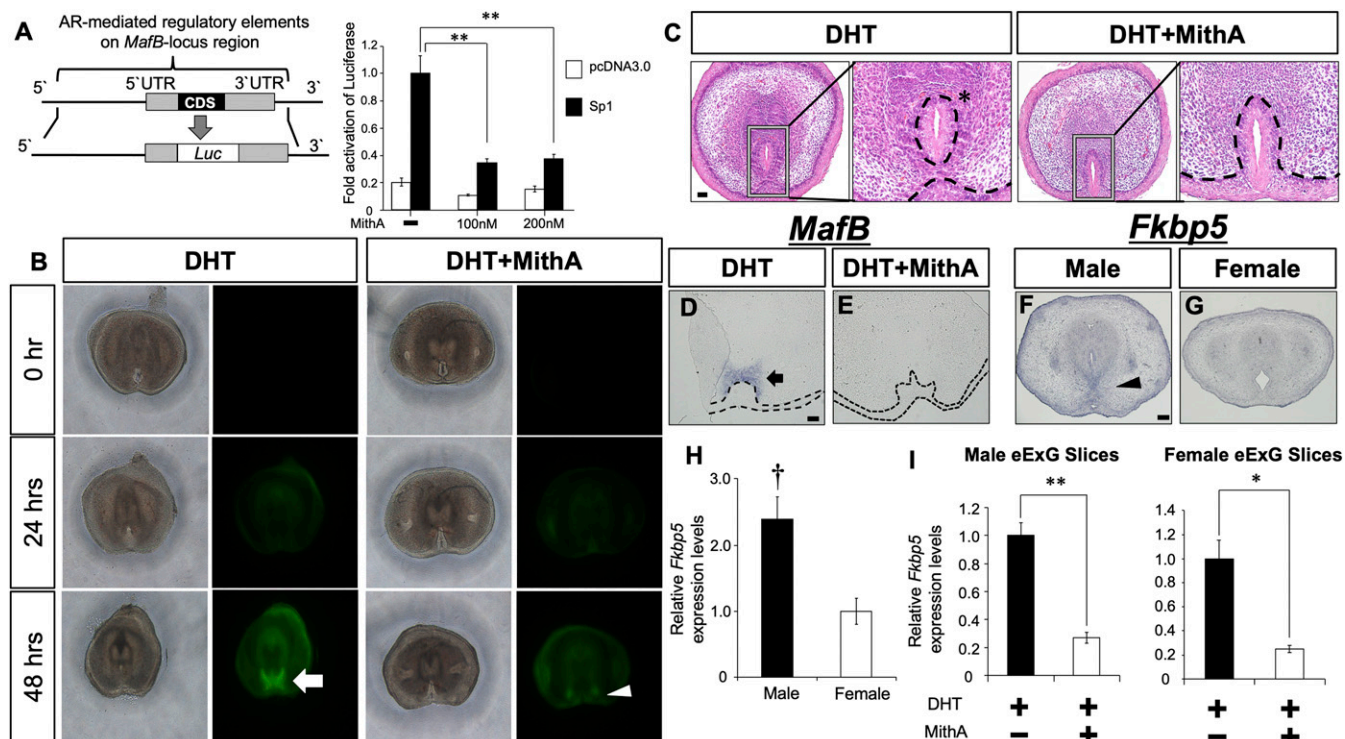 A
AR-mediated regulatory elements
on MafB-locus region
5` 5`UTR 3`UTR 3`
CDS
5` Luc 3`
Fold activation of Luciferase
1.2
1.0
0.8
0.6
0.4
0.2
0
**
**
pcDNA3.0
Sp1
MithA - 100nM 200nM
B
DHT DHT+MithA
0 hr
24 hrs
48 hrs
C
DHT DHT+MithA
*
MafB Fkbp5
DHT DHT+MithA Male Female
D E F G
H
Relative Fkbp5
expression levels
3.0
2.0
1.0
0.0
†
Male Female
I
Male eExG Slices Female eExG Slices
Relative Fkbp5
expression levels
1.2
1.0
0.8
0.6
0.4
0.2
0
**
1.4
1.2
1.0
0.8
0.6
0.4
0.2
0
*
DHT + + + +
MithA - + - +